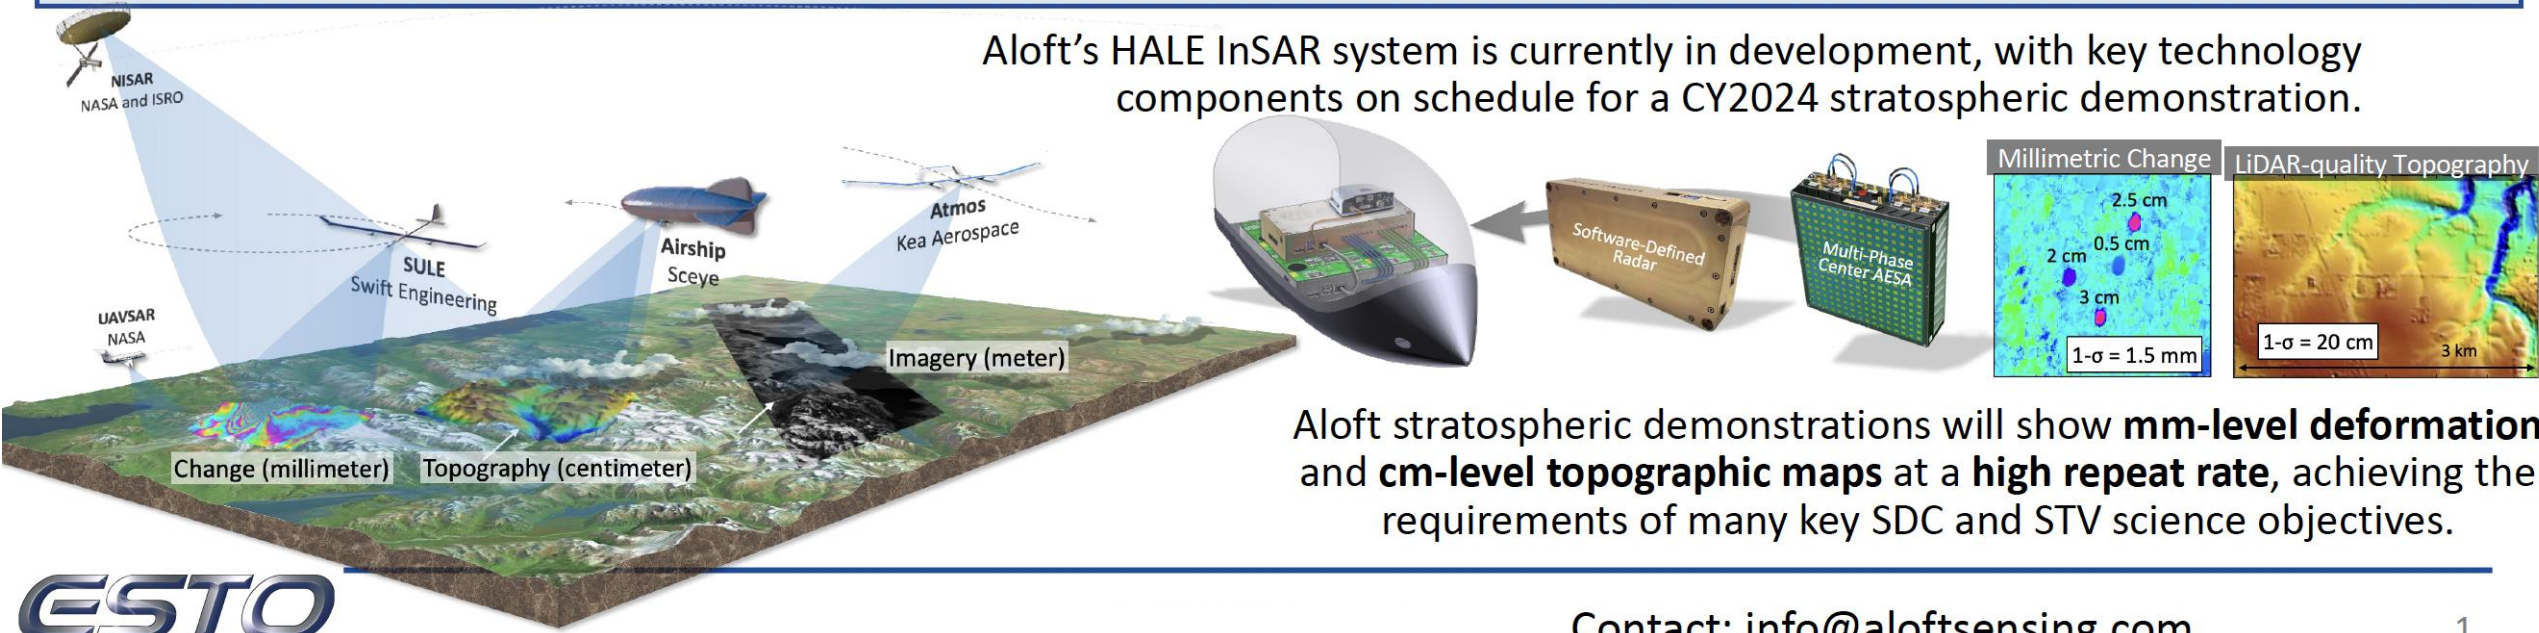 Aloft's HALE InSAR system is currently in development, with key technology
components on schedule for a CY2024 stratospheric demonstration.
NISAR
NASA and ISRO
SULE
Swift Engineering
Airship
Sceye
Atmos
Kea Aerospace
UAVSAR
NASA
Imagery (meter)
Change (millimeter)
Topography (centimeter)
Software-Defined
Radar
Multi-Phase
Center AESA
Millimetric Change
2.5 cm
0.5 cm
2 cm
3 cm
1-σ = 1.5 mm
LiDAR-quality Topography
1-σ = 20 cm
3 km
Aloft stratospheric demonstrations will show mm-level deformation
and cm-level topographic maps at a high repeat rate, achieving the
requirements of many key SDC and STV science objectives.
ESTO
Contact: info@aloftsensing.com
1